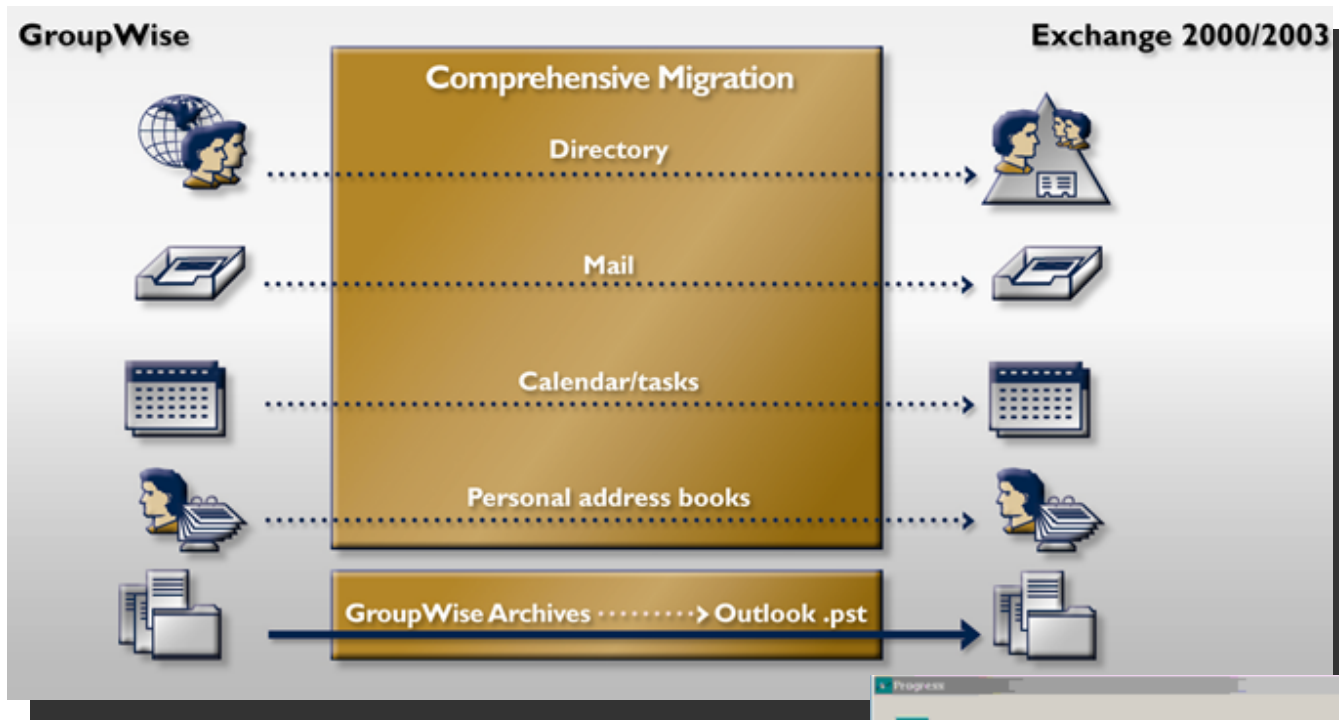 GroupWise
Exchange 2000/2003
Comprehensive Migration
Directory
Mail
Calendar/tasks
Personal address books
GroupWise Archives ········> Outlook .pst
Progress